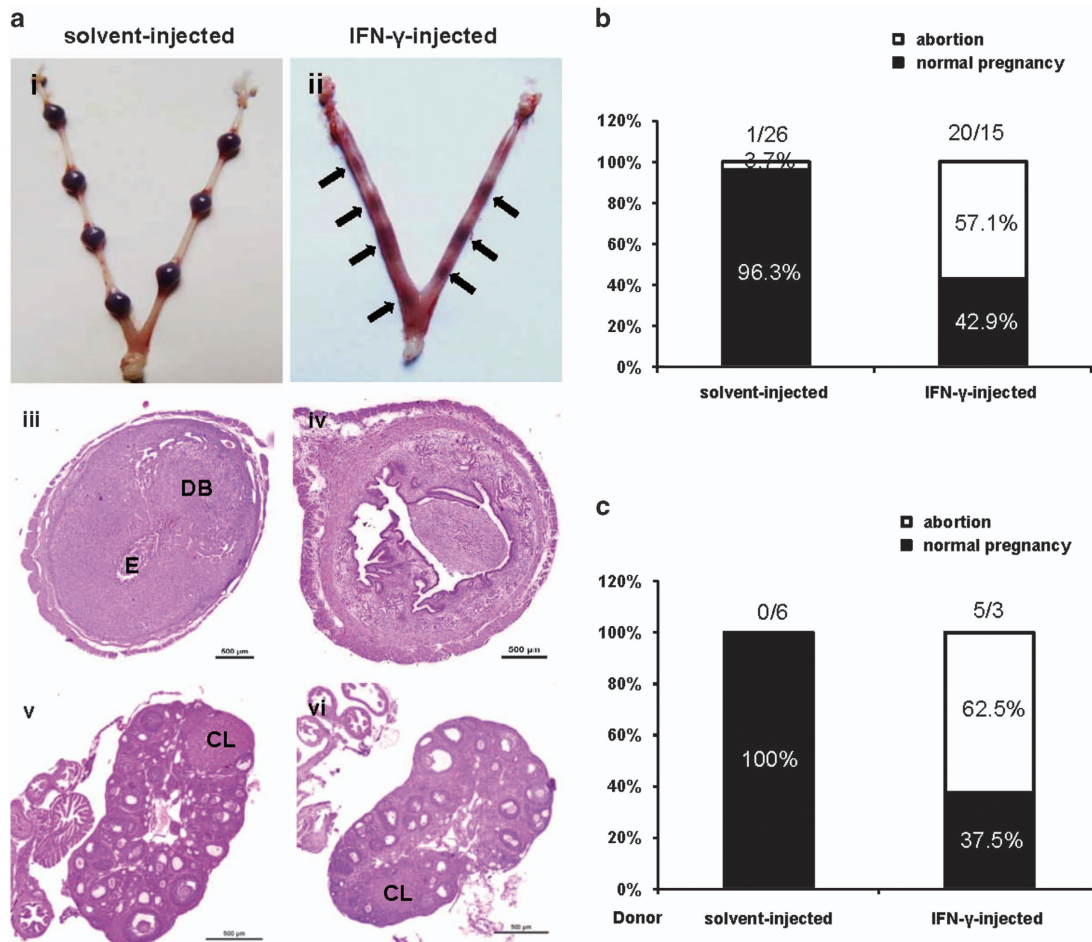 a
solvent-injected
IFN-γ-injected
i
ii
iii
DB
E
500 µm
iv
500 µm
v
CL
500 µm
vi
CL
500 µm
b
abortion
normal pregnancy
120%
100%
80%
60%
40%
20%
0%
1/26
3.7%
96.3%
20/15
57.1%
42.9%
solvent-injected
IFN-γ-injected
c
abortion
normal pregnancy
120%
100%
80%
60%
40%
20%
0%
0/6
100%
5/3
62.5%
37.5%
Donor
solvent-injected
IFN-γ-injected